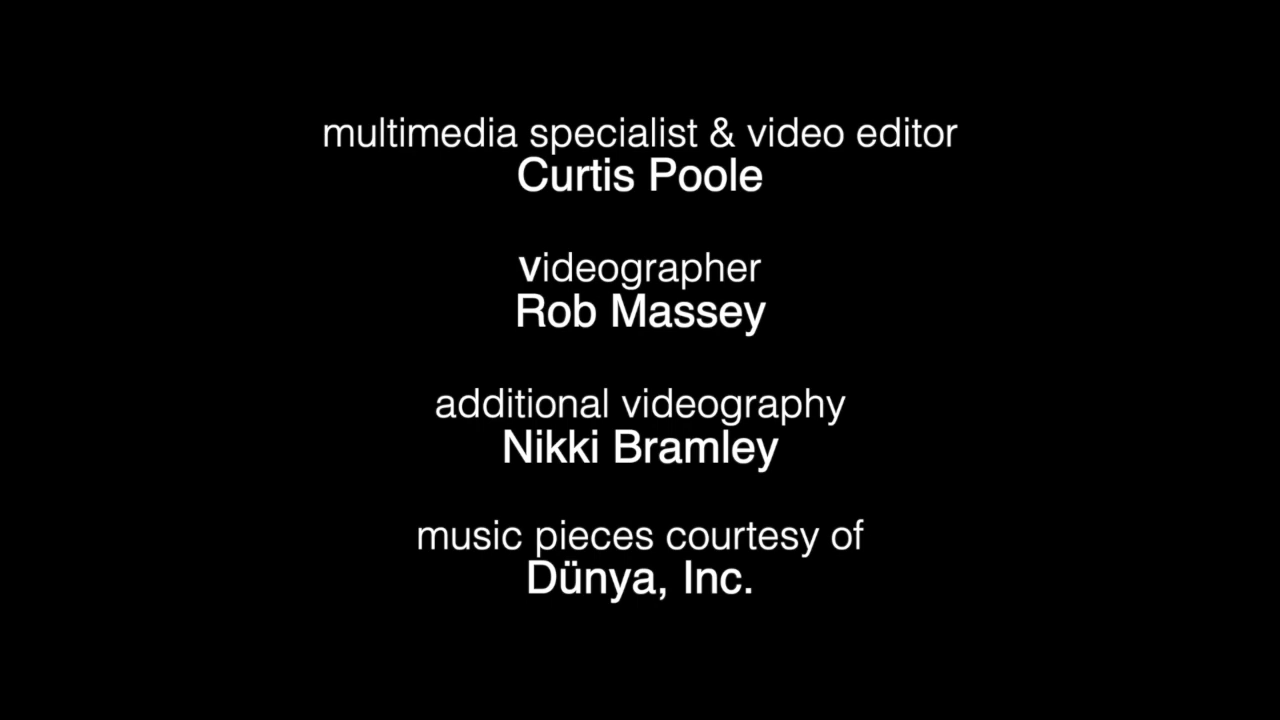 multimedia specialist & video editor
Curtis Poole
videographer
Rob Massey
additional videography
Nikki Bramley
music pieces courtesy of
Dünya, Inc.